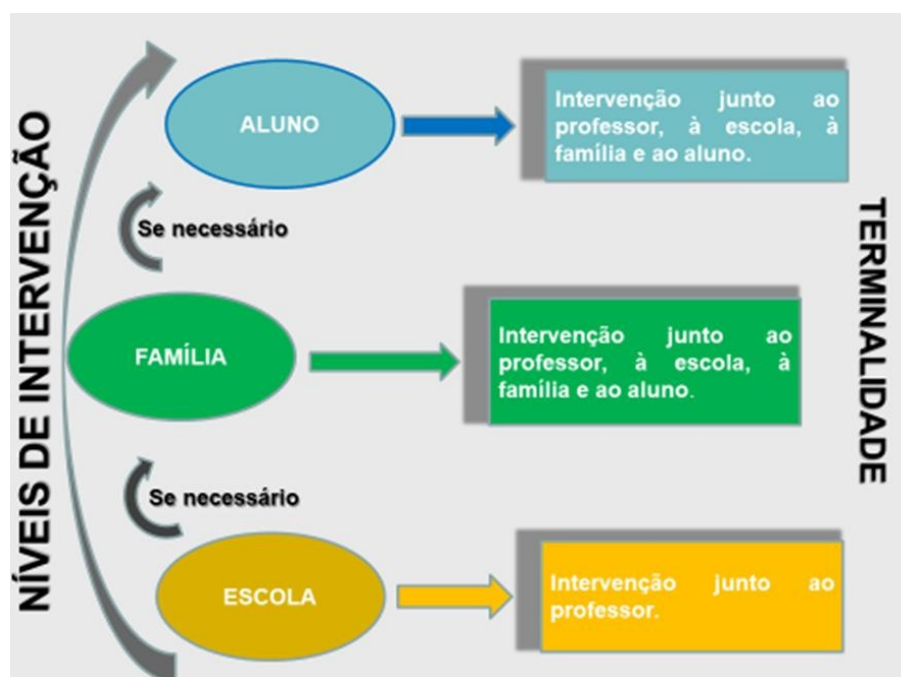 NÍVEIS DE INTERVENÇÃO
ALUNO
Intervenção junto ao
professor, à escola, à
família e ao aluno.
Se necessário
FAMÍLIA
Intervenção junto ao
professor, à escola, à
família e ao aluno.
Se necessário
ESCOLA
Intervenção junto ao
professor.
TERMINALIDADE